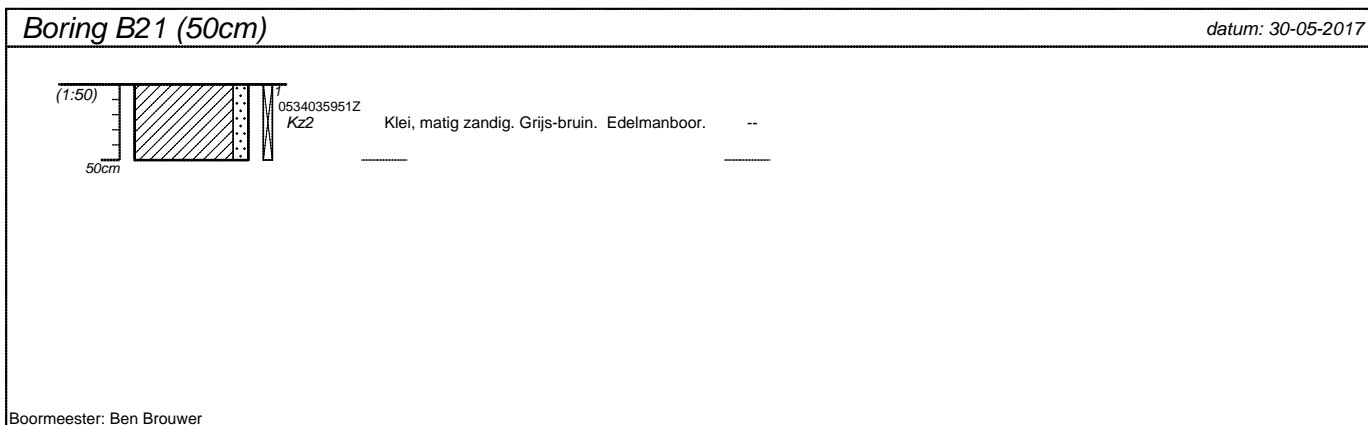 Boring B21 (50cm)
datum: 30-05-2017
(1:50)
1
0534035951Z
Kz2 Klei, matig zandig. Grijs-bruin. Edelmanboor. --
50cm
Boormeester: Ben Brouwer